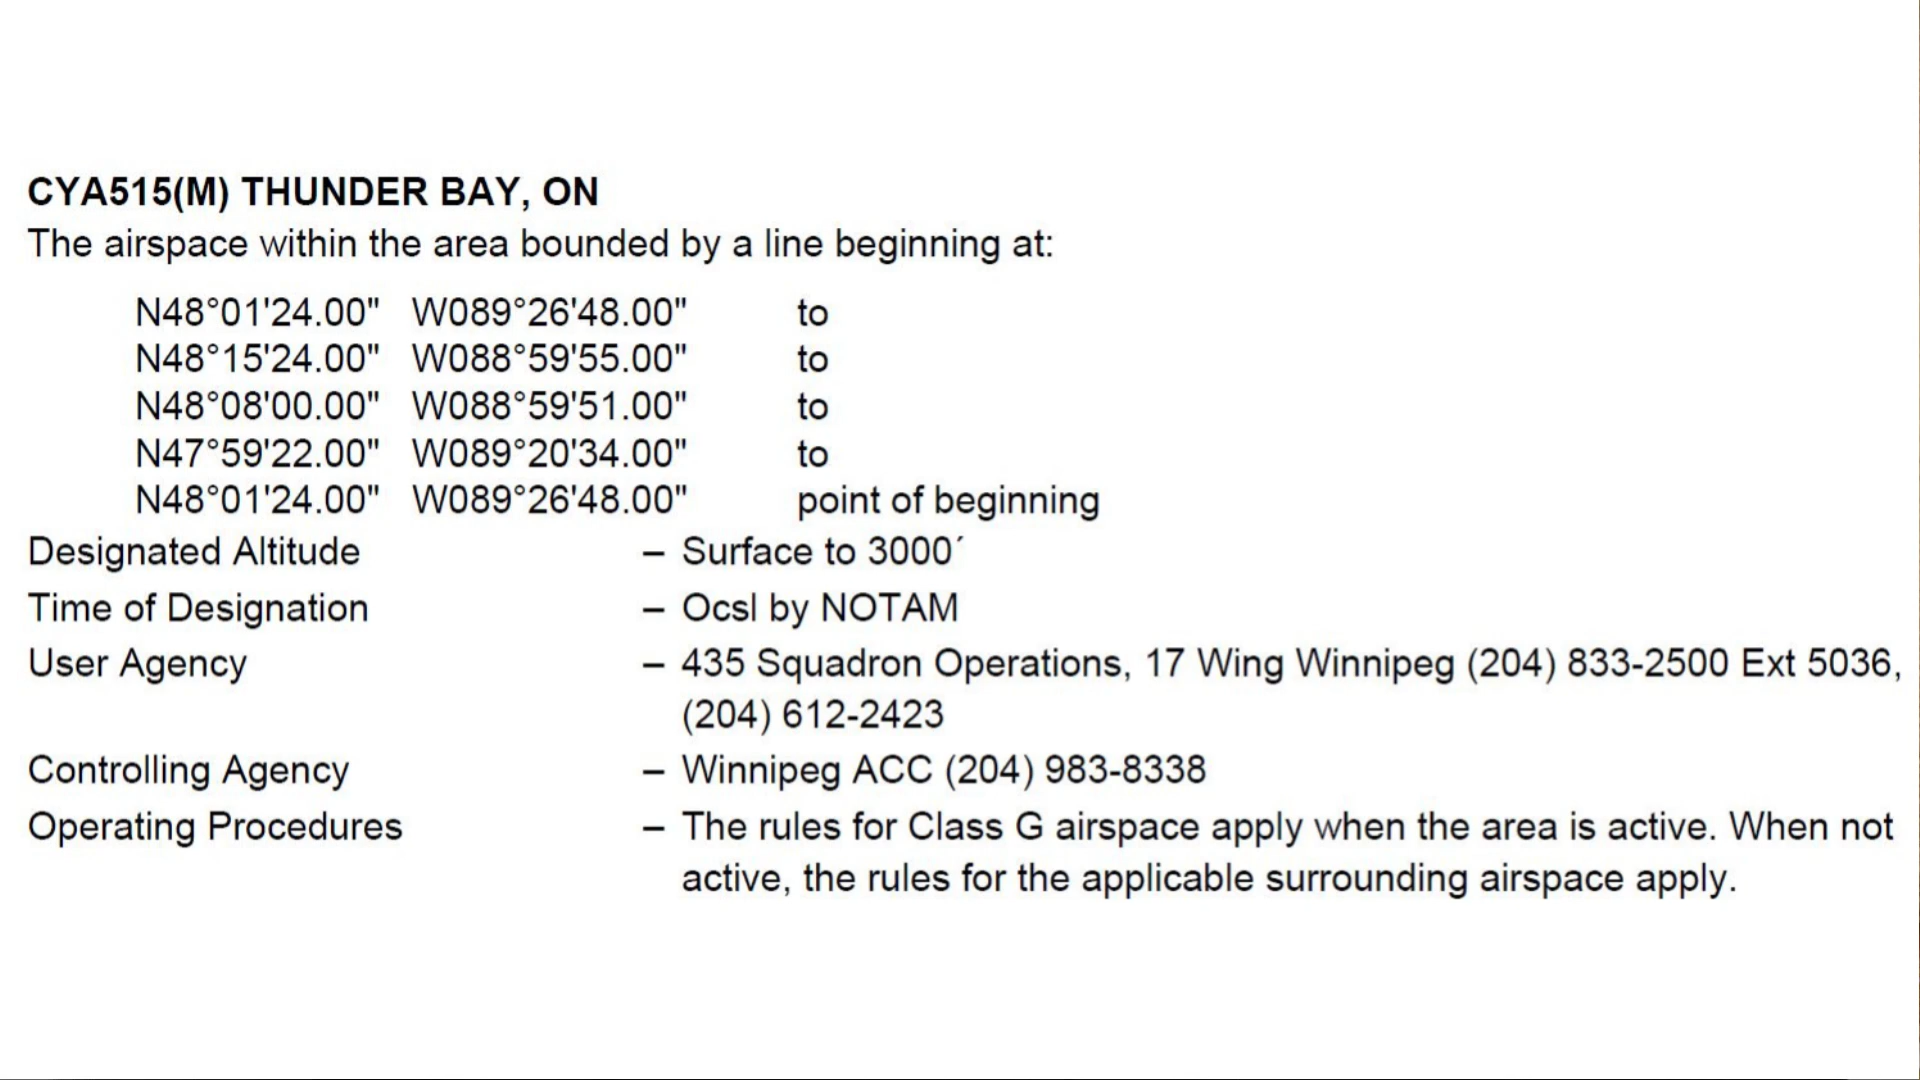 CYA515(M) THUNDER BAY, ON
The airspace within the area bounded by a line beginning at:
N48°01'24.00" W089°26'48.00" to
N48°15'24.00" W088°59'55.00" to
N48°08'00.00" W088°59'51.00" to
N47°59'22.00" W089°20'34.00" to
N48°01'24.00" W089°26'48.00" point of beginning
Designated Altitude – Surface to 3000´
Time of Designation – Ocsl by NOTAM
User Agency – 435 Squadron Operations, 17 Wing Winnipeg (204) 833-2500 Ext 5036,
(204) 612-2423
Controlling Agency – Winnipeg ACC (204) 983-8338
Operating Procedures – The rules for Class G airspace apply when the area is active. When not
active, the rules for the applicable surrounding airspace apply.